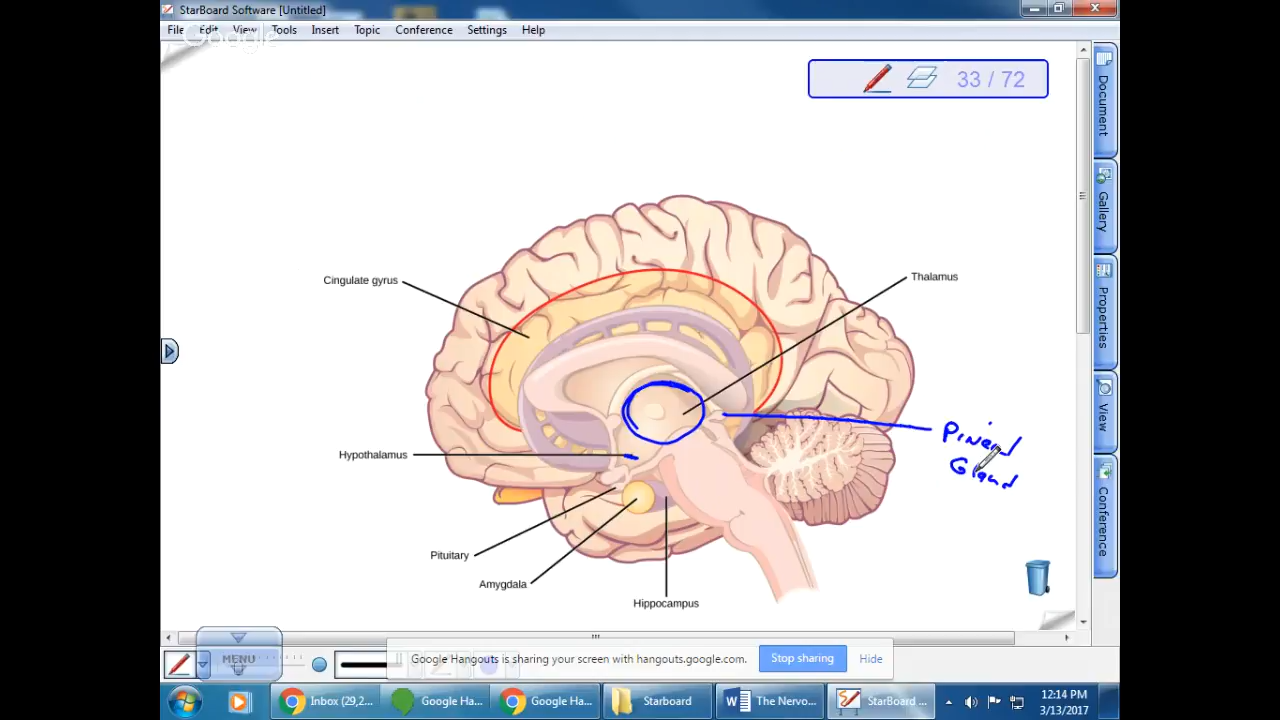 StarBoard Software [Untitled]
File Edit View Tools Insert Topic Conference Settings Help
Google
33 / 72
Document
Gallery
Properties
View
Conference
Cingulate gyrus
Thalamus
Hypothalamus
Pineal
Gland
Pituitary
Amygdala
Hippocampus
MENU
Google Hangouts is sharing your screen with hangouts.google.com.
Stop sharing
Hide
Inbox (29,2...
Google Ha...
Google Ha...
Starboard
The Nervo...
StarBoard ...
12:14 PM
3/13/2017